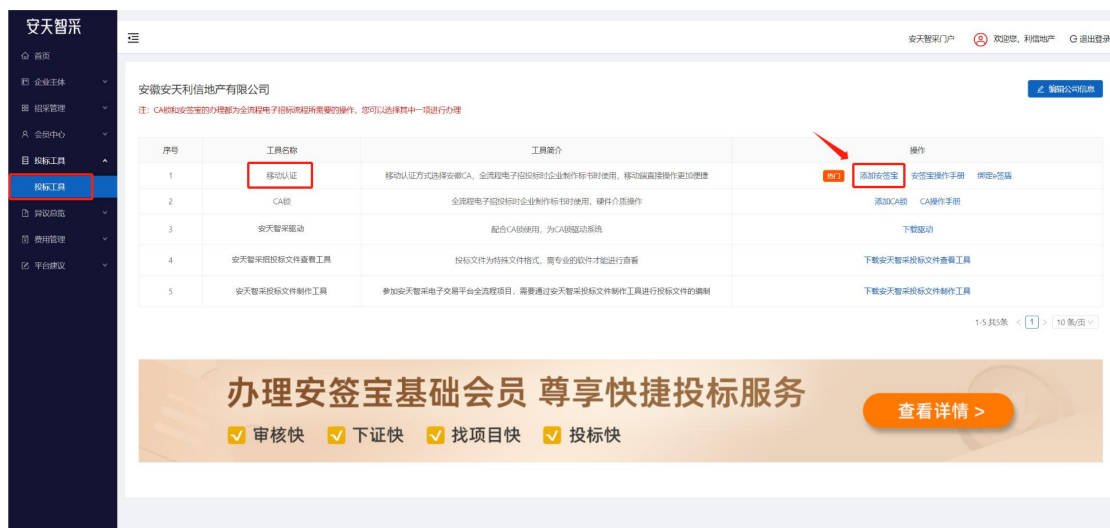 安天智采
首页
企业主体
招采管理
会员中心
投标工具
投标工具
异议总览
费用管理
平台建议
安天智采门户 欢迎您，利信地产 退出登录
安徽安天利信地产有限公司
编辑公司信息
注：CA锁和安签宝的办理都为全流程电子招标流程所需要的操作，您可以选择其中一项进行办理
序号 工具名称 工具简介 操作
1 移动认证 移动认证方式选择安徽CA，全流程电子招投标时企业制作标书时使用，移动端直接操作更加便捷 热门 添加安签宝 安签宝操作手册 绑定e签盾
2 CA锁 全流程电子招投标时企业制作标书时使用，硬件介质操作 添加CA锁 CA操作手册
3 安天智采驱动 配合CA锁使用，为CA锁驱动系统 下载驱动
4 安天智采招投标文件查看工具 投标文件为特殊文件格式，需专业的软件才能进行查看 下载安天智采投标文件查看工具
5 安天智采投标文件制作工具 参加安天智采电子交易平台全流程项目，需要通过安天智采投标文件制作工具进行投标文件的编制 下载安天智采投标文件制作工具
1-5 共5条 < 1 > 10 条/页
办理安签宝基础会员 尊享快捷投标服务
审核快 下证快 找项目快 投标快
查看详情 >